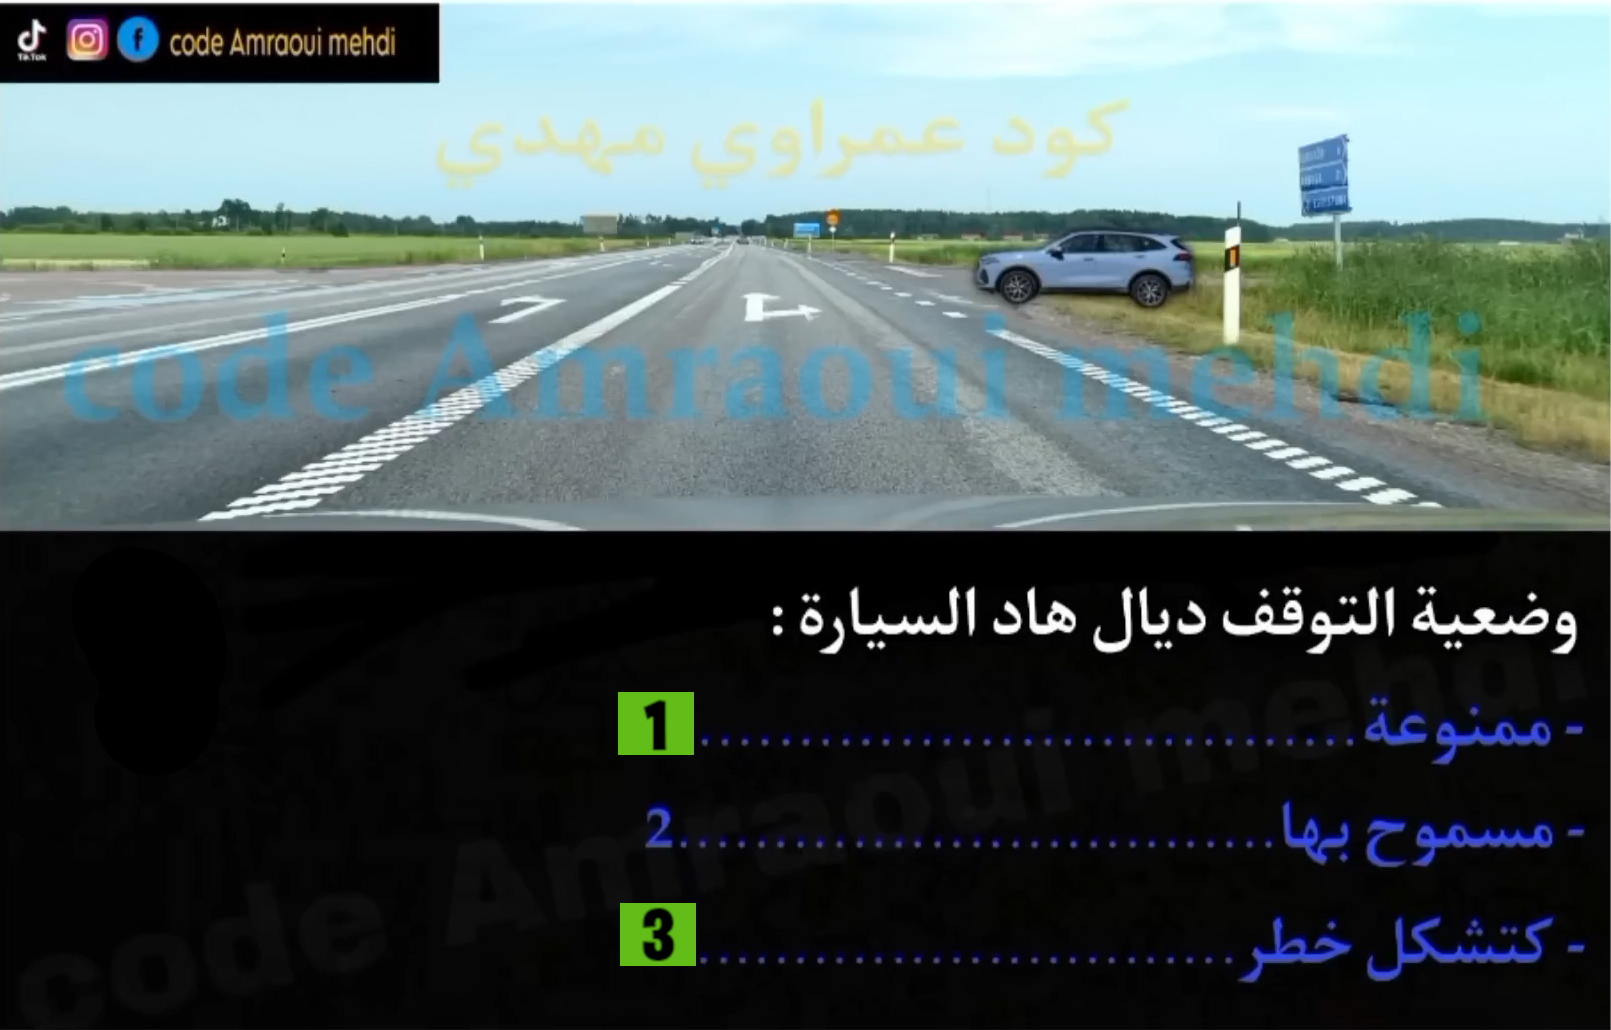 TikTok code Amraoui mehdi
كود عمراوي مهدي
code Amraoui mehdi
وضعية التوقف ديال هاد السيارة :
- ممنوعة................................. 1
- مسموح بها..............................2
- كتشكل خطر........................... 3
code Amraoui mehdi